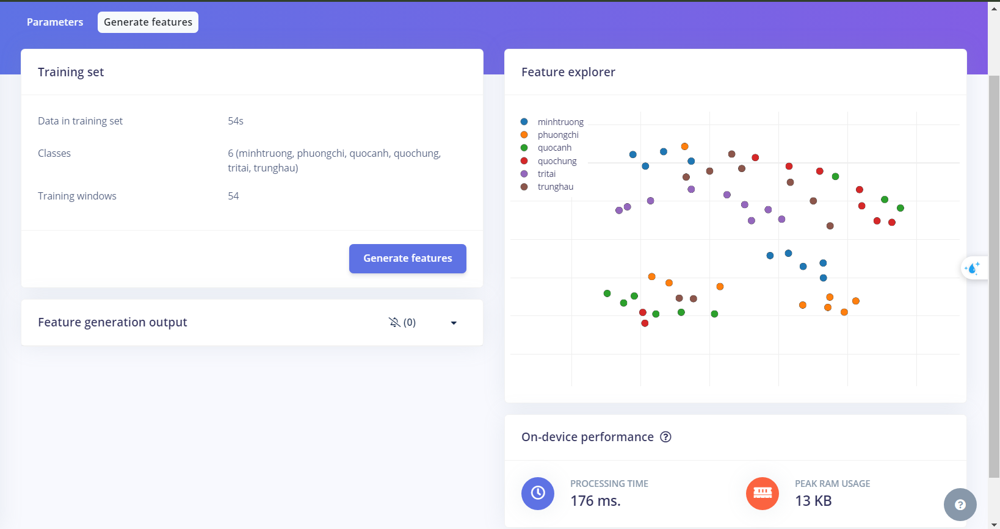 Parameters
Generate features
Training set
Data in training set
54s
Classes
6 (minhtruong, phuongchi, quocanh, quochung,
tritai, trunghau)
Training windows
54
Generate features
Feature generation output
(0)
Feature explorer
minhtruong
phuongchi
quocanh
quochung
tritai
trunghau
On-device performance
?
PROCESSING TIME
176 ms.
PEAK RAM USAGE
13 KB
?